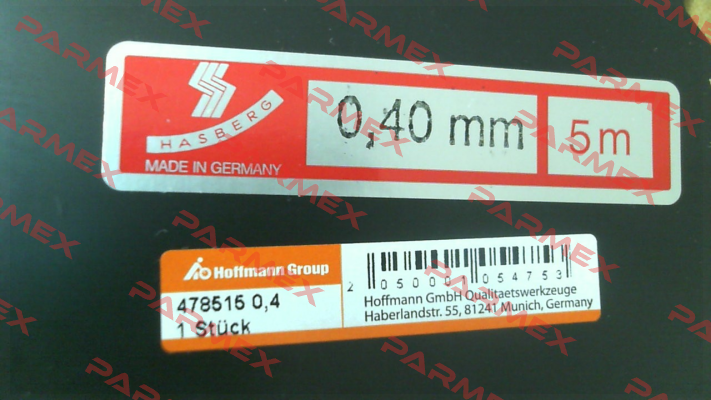 HASBERG
MADE IN GERMANY
0,40 mm
5m
Hoffmann Group
478515 0,4
1 Stück
2 050001 054753
Hoffmann GmbH Qualitaetswerkzeuge
Haberlandstr. 55, 81241 Munich, Germany
PARMEX